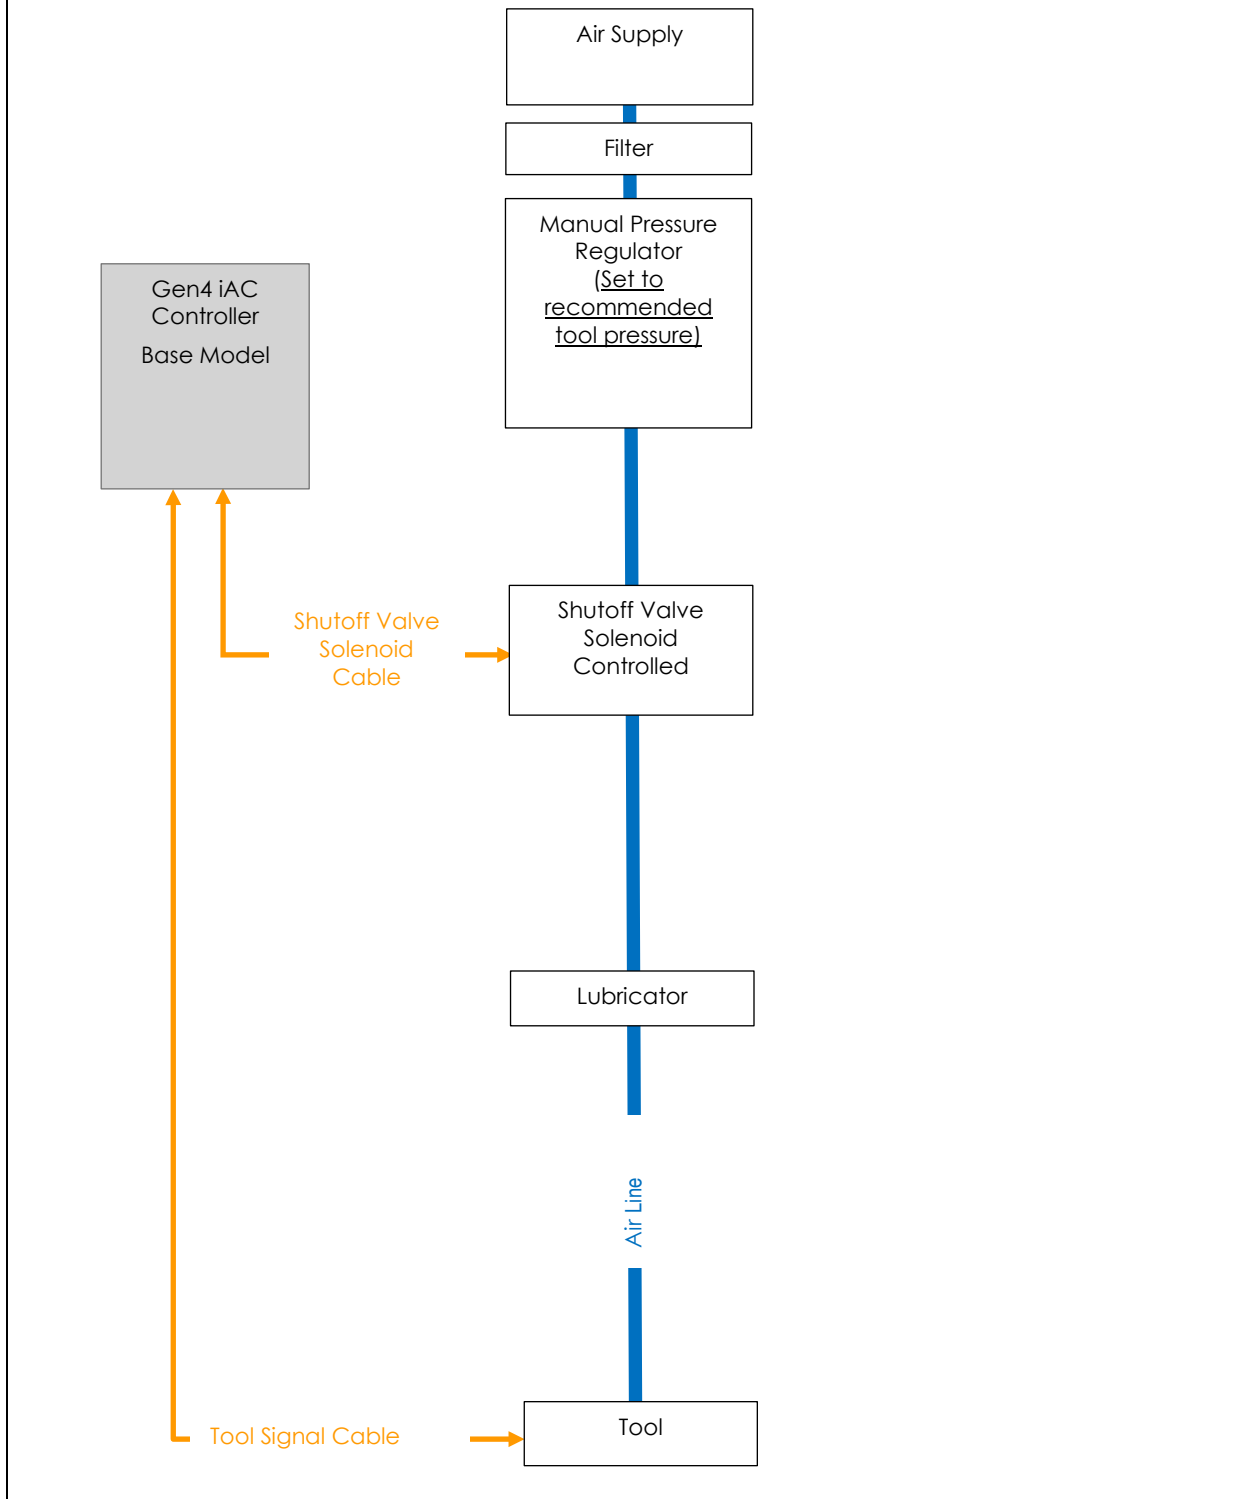 Air Supply
Filter
Manual Pressure
Regulator
(Set to
recommended
tool pressure)
Gen4 iAC
Controller
Base Model
Shutoff Valve
Solenoid
Cable
Shutoff Valve
Solenoid
Controlled
Lubricator
Air Line
Tool Signal Cable
Tool